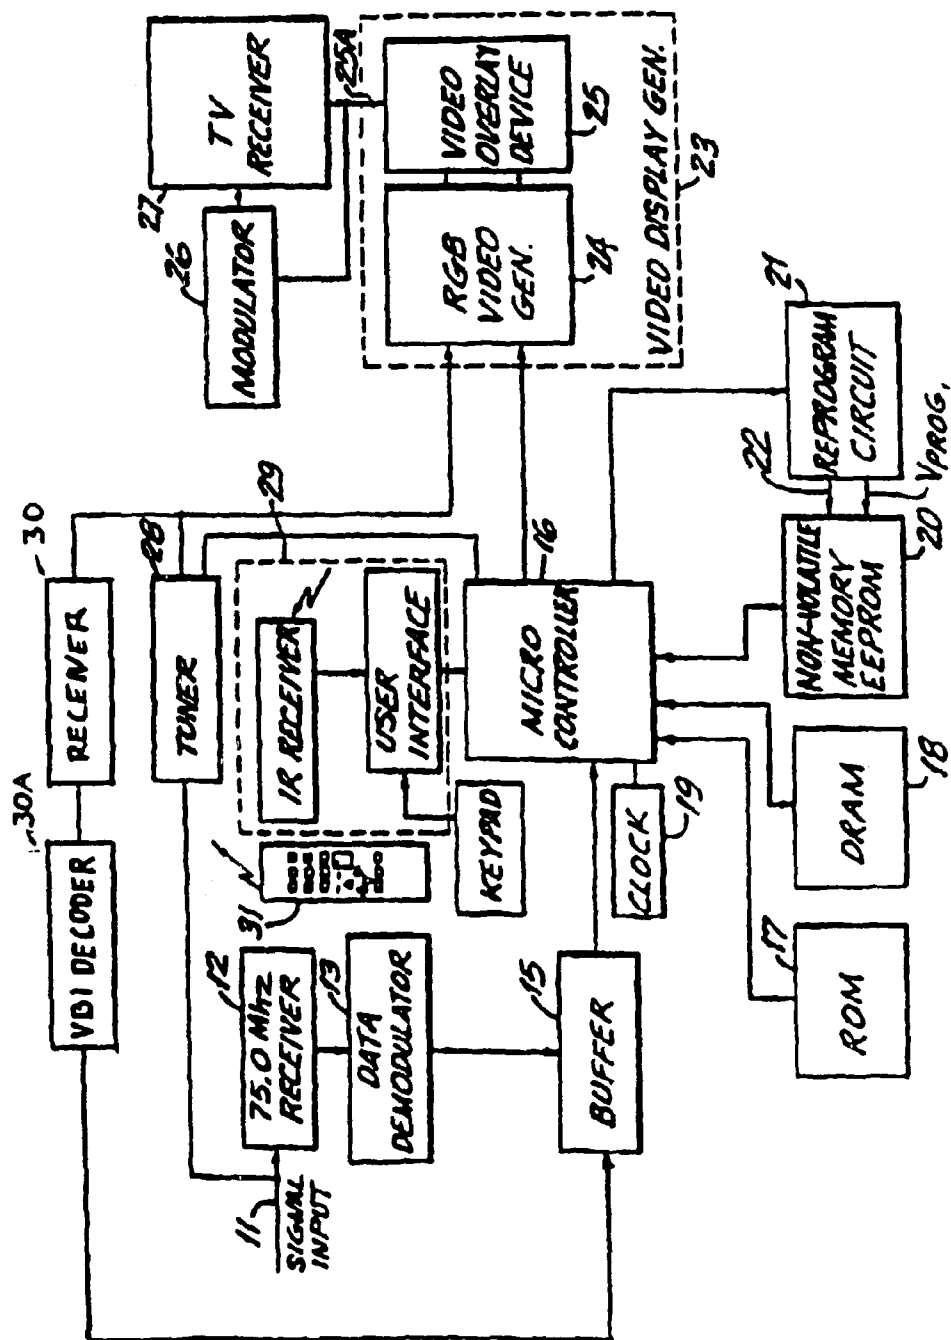 30A
VBI DECODER
30
RECEIVER
28
TUNER
29
IR RECEIVER
USER
INTERFACE
31
KEYPAD
11
SIGNAL
INPUT
12
75.0 Mhz
RECEIVER
13
DATA
DEMODULATOR
15
BUFFER
16
MICRO
CONTROLLER
CLOCK
19
17
ROM
DRAM
18
NON-VOLATILE
MEMORY
EEPROM
20
22
VPROG.
21
REPROGRAM
CIRCUIT
26
MODULATOR
27
TV
RECEIVER
25A
RGB
VIDEO
GEN.
24
VIDEO
OVERLAY
DEVICE
25
VIDEO DISPLAY GEN.
23